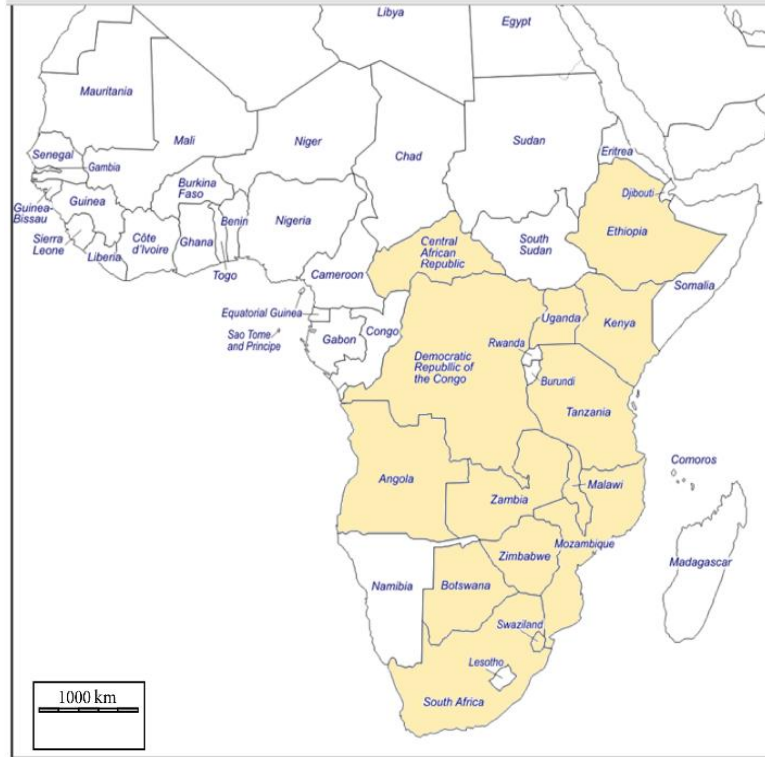 Libya
Egypt
Mauritania
Mali
Niger
Chad
Sudan
Eritrea
Senegal
Gambia
Guinea-
Bissau
Guinea
Sierra
Leone
Liberia
Côte
d'Ivoire
Burkina
Faso
Ghana
Togo
Benin
Nigeria
Cameroon
Central
African
Republic
South
Sudan
Djibouti
Ethiopia
Somalia
Equatorial Guinea
Sao Tome
and Principe
Gabon
Congo
Democratic
Republlic of
the Congo
Uganda
Kenya
Rwanda
Burundi
Tanzania
Comoros
Angola
Zambia
Malawi
Mozambique
Zimbabwe
Madagascar
Namibia
Botswana
Swaziland
Lesotho
South Africa
1000 km